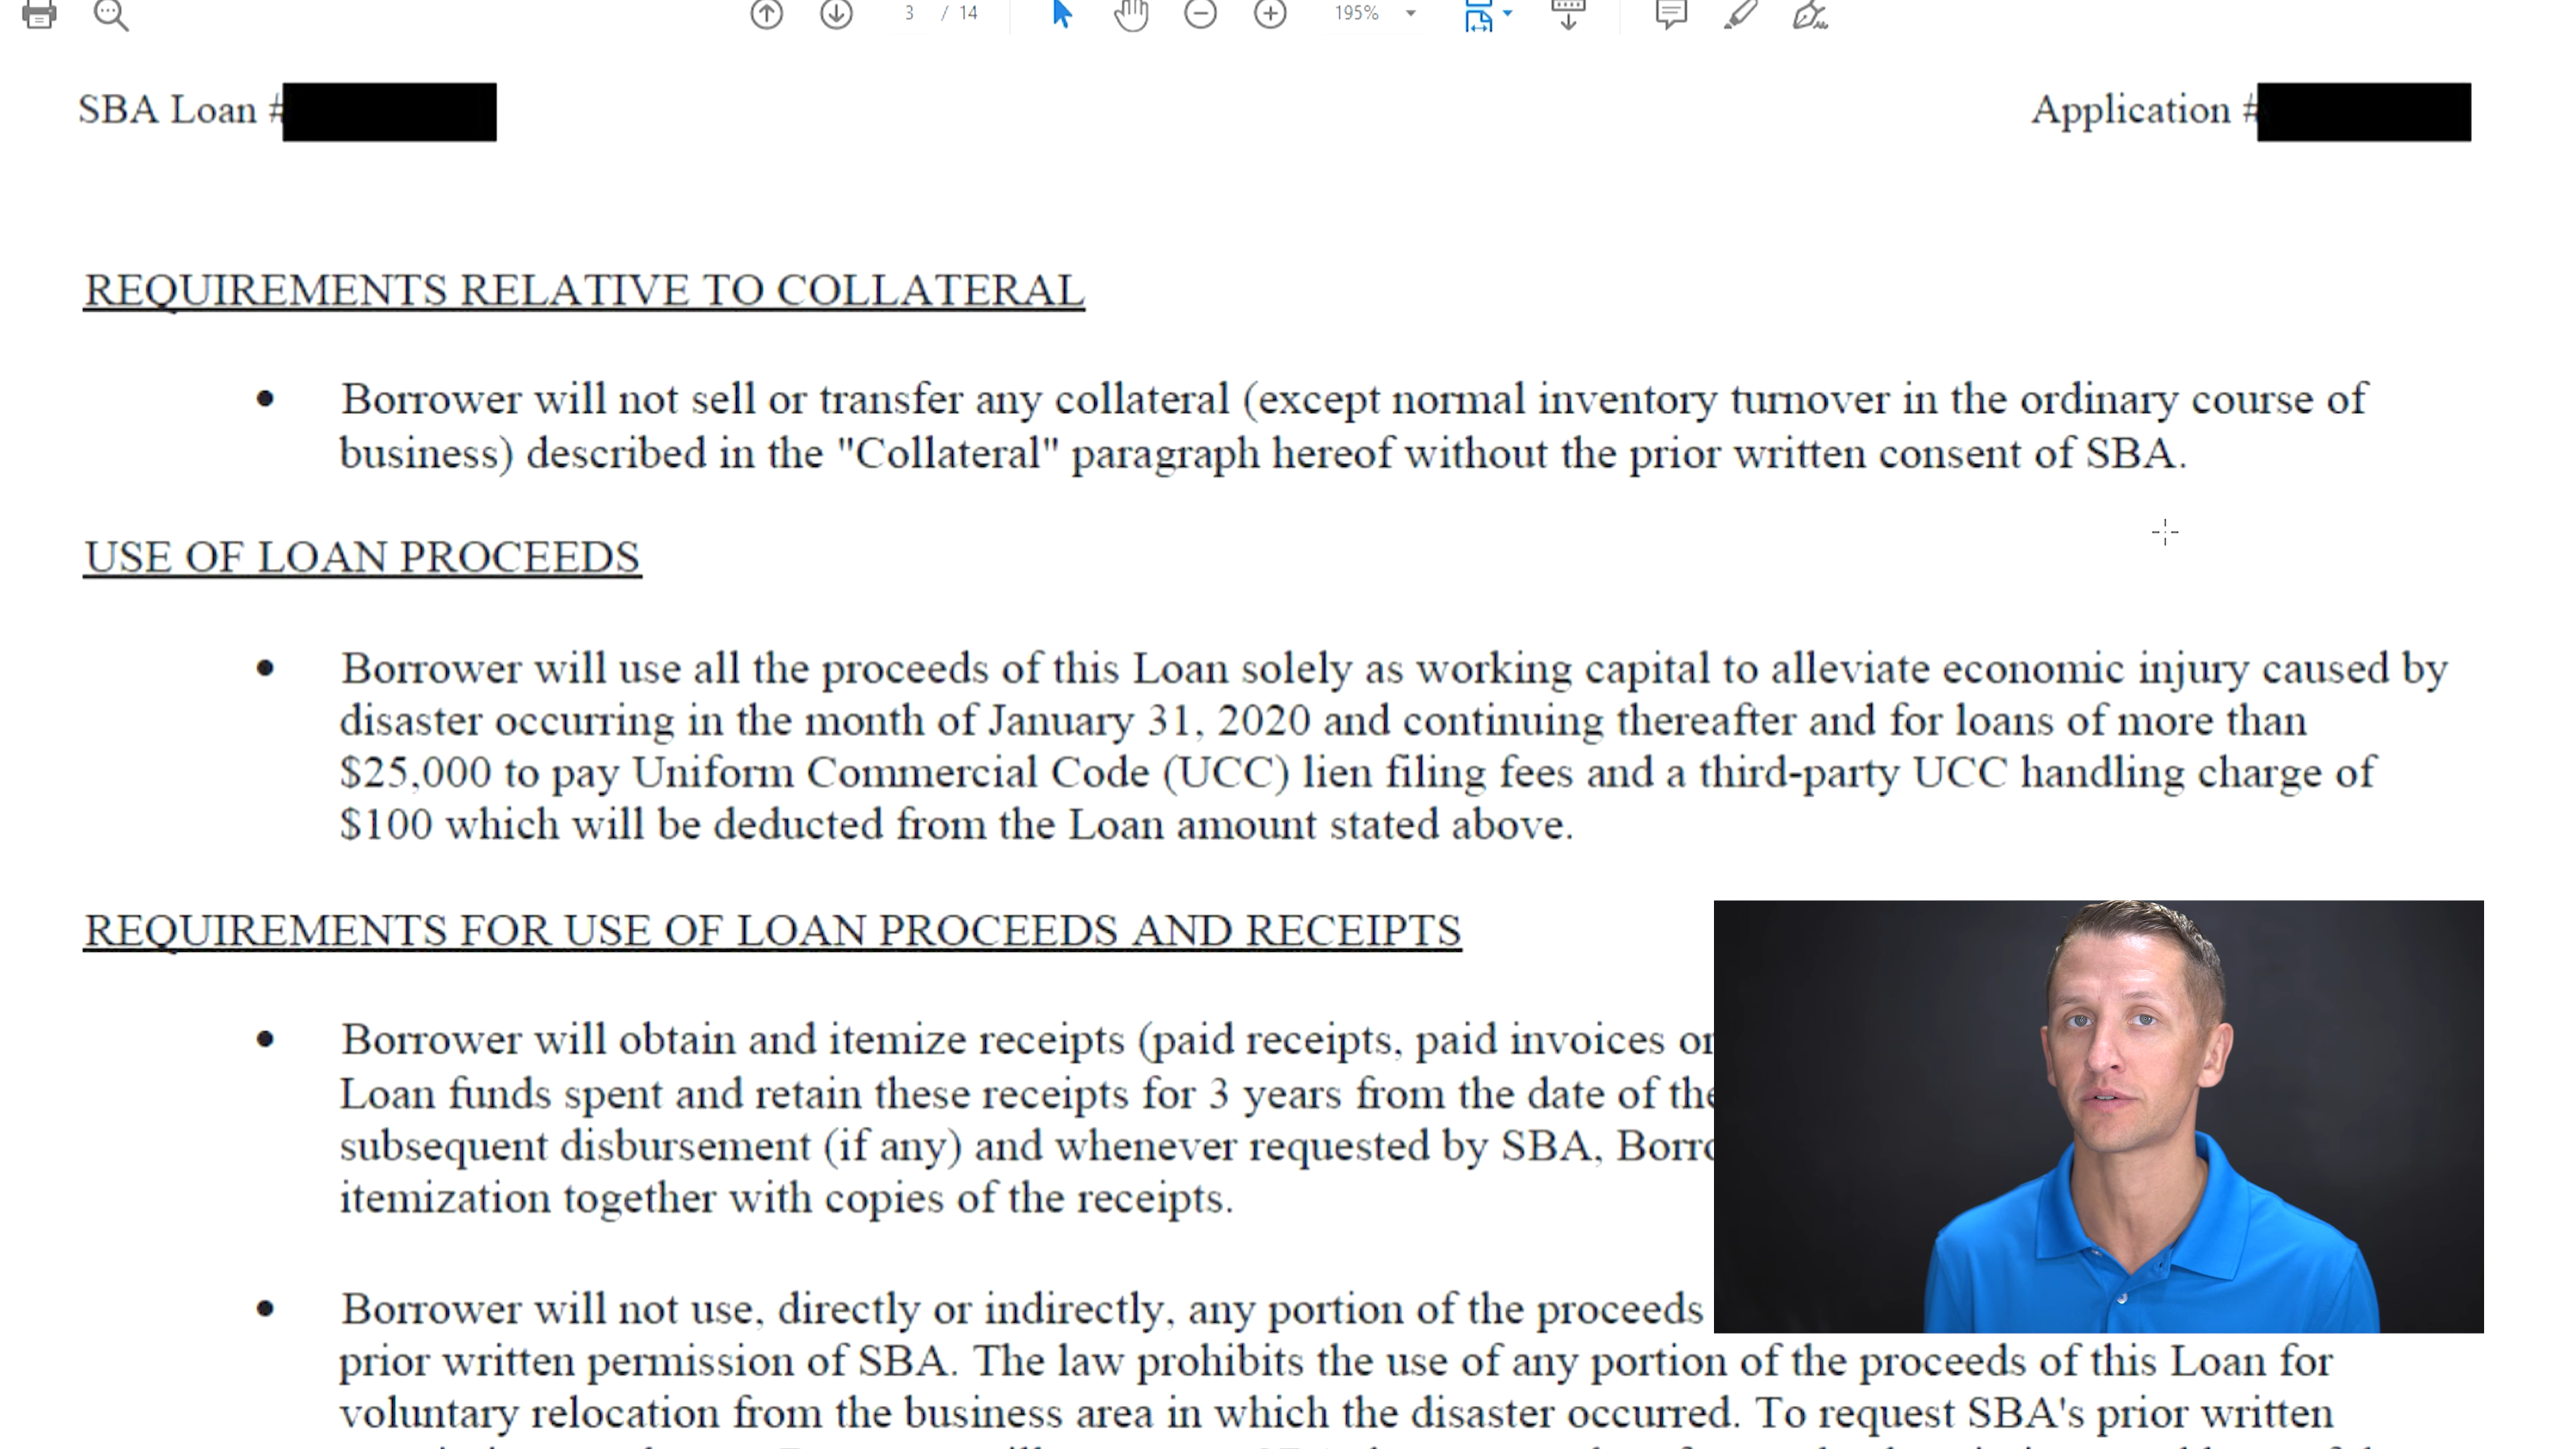 3 / 14 195%
SBA Loan # Application #
REQUIREMENTS RELATIVE TO COLLATERAL
• Borrower will not sell or transfer any collateral (except normal inventory turnover in the ordinary course of
business) described in the "Collateral" paragraph hereof without the prior written consent of SBA.
USE OF LOAN PROCEEDS
• Borrower will use all the proceeds of this Loan solely as working capital to alleviate economic injury caused by
disaster occurring in the month of January 31, 2020 and continuing thereafter and for loans of more than
$25,000 to pay Uniform Commercial Code (UCC) lien filing fees and a third-party UCC handling charge of
$100 which will be deducted from the Loan amount stated above.
REQUIREMENTS FOR USE OF LOAN PROCEEDS AND RECEIPTS
• Borrower will obtain and itemize receipts (paid receipts, paid invoices or
Loan funds spent and retain these receipts for 3 years from the date of the
subsequent disbursement (if any) and whenever requested by SBA,
itemization together with copies of the receipts.
• Borrower will not use, directly or indirectly, any portion of the proceeds
prior written permission of SBA. The law prohibits the use of any portion of the proceeds of this Loan for
voluntary relocation from the business area in which the disaster occurred. To request SBA's prior written